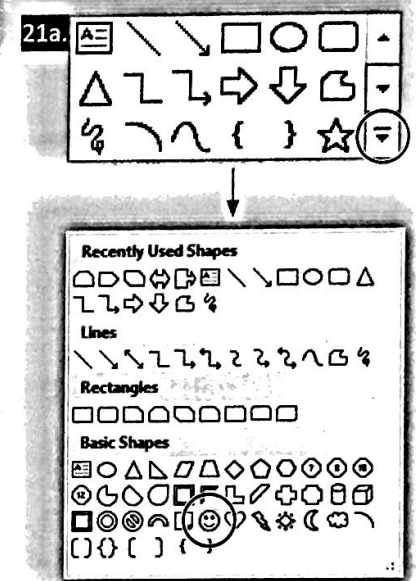 21a.
Recently Used Shapes
Lines
Rectangles
Basic Shapes